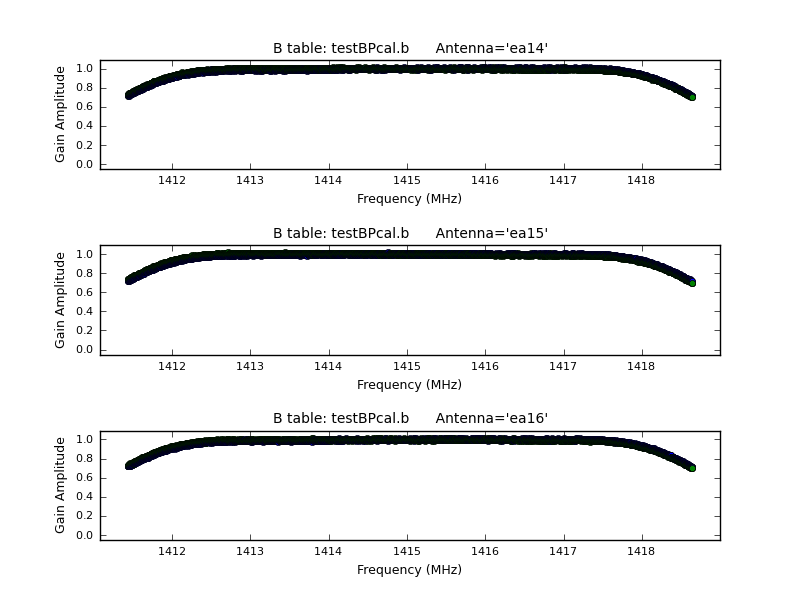 B table: testBPcal.b Antenna='ea14'
Gain Amplitude
1.0
0.8
0.6
0.4
0.2
0.0
1412 1413 1414 1415 1416 1417 1418
Frequency (MHz)
B table: testBPcal.b Antenna='ea15'
Gain Amplitude
1.0
0.8
0.6
0.4
0.2
0.0
1412 1413 1414 1415 1416 1417 1418
Frequency (MHz)
B table: testBPcal.b Antenna='ea16'
Gain Amplitude
1.0
0.8
0.6
0.4
0.2
0.0
1412 1413 1414 1415 1416 1417 1418
Frequency (MHz)